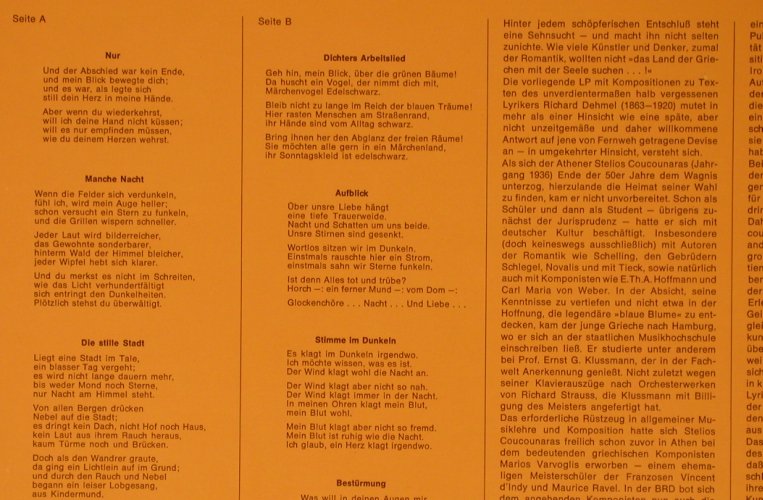 Seite A
Nur
Und der Abschied war kein Ende,
und mein Blick bewegte dich;
und es war, als legte sich
still dein Herz in meine Hände.
Aber wenn du wiederkehrst,
will ich deine Hand nicht küssen;
will es nur empfinden müssen,
wie du deinem Herzen wehrst.
Manche Nacht
Wenn die Felder sich verdunkeln,
fühl ich, wird mein Auge heller;
schon versucht ein Stern zu funkeln,
und die Grillen wispern schneller.
Jeder Laut wird bilderreicher,
das Gewohnte sonderbarer,
hinterm Wald der Himmel bleicher,
jeder Wipfel hebt sich klarer.
Und du merkst es nicht im Schreiten,
wie das Licht verhundertfältigt
sich entringt den Dunkelheiten.
Plötzlich stehst du überwältigt.
Die stille Stadt
Liegt eine Stadt im Tale,
ein blasser Tag vergeht;
es wird nicht lange dauern mehr,
bis weder Mond noch Sterne,
nur Nacht am Himmel steht.
Von allen Bergen drücken
Nebel auf die Stadt;
es dringt kein Dach, nicht Hof noch Haus,
kein Laut aus ihrem Rauch heraus,
kaum Türme noch und Brücken.
Doch als den Wandrer graute,
da ging ein Lichtlein auf im Grund;
und durch den Rauch und Nebel
begann ein leiser Lobgesang,
aus Kindermund.
Seite B
Dichters Arbeitslied
Geh hin, mein Blick, über die grünen Bäume!
Da huscht ein Vogel, der nimmt dich mit,
Märchenvogel Edelschwarz.
Bleib nicht zu lange im Reich der blauen Träume!
Hier rasten Menschen am Straßenrand,
ihr Hände sind vom Alltag schwarz.
Bring ihnen her den Abglanz der freien Räume!
Sie möchten alle gern in ein Märchenland,
ihr Sonntagskleid ist edelschwarz.
Aufblick
Über unsre Liebe hängt
eine tiefe Trauerweide.
Nacht und Schatten um uns beide.
Unsre Stirnen sind gesenkt.
Wortlos sitzen wir im Dunkeln.
Einstmals rauschte hier ein Strom,
einstmals sahn wir Sterne funkeln.
Ist denn Alles tot und trübe?
Horch —: ein ferner Mund —: vom Dom —:
Glockenchöre . . . Nacht . . . Und Liebe . . .
Stimme im Dunkeln
Es klagt im Dunkeln irgendwo.
Ich möchte wissen, was es ist.
Der Wind klagt wohl die Nacht an.
Der Wind klagt aber nicht so nah.
Der Wind klagt immer in der Nacht.
In meinen Ohren klagt mein Blut,
mein Blut wohl.
Mein Blut klagt aber nicht so fremd.
Mein Blut ist ruhig wie die Nacht.
Ich glaub, ein Herz klagt irgendwo.
Bestürmung
Was will in deinen Augen mir
Hinter jedem schöpferischen Entschluß steht
eine Sehnsucht — und macht ihn nicht selten
zunichte. Wie viele Künstler und Denker, zumal
der Romantik, wollten nicht »das Land der Grie-
chen mit der Seele suchen . . . !«
Die vorliegende LP mit Kompositionen zu Tex-
ten des unverdientermaßen halb vergessenen
Lyrikers Richard Dehmel (1863—1920) mutet in
mehr als einer Hinsicht wie eine späte, aber
nicht unzeitgemäße und daher willkommene
Antwort auf jene von Fernweh getragene Devise
an — in umgekehrter Hinsicht, versteht sich.
Als sich der Athener Stelios Coucounaras (Jahr-
gang 1936) Ende der 50er Jahre dem Wagnis
unterzog, hierzulande die Heimat seiner Wahl
zu finden, kam er nicht unvorbereitet. Schon als
Schüler und dann als Student — übrigens zu-
nächst der Jurisprudenz — hatte er sich mit
deutscher Kultur beschäftigt. Insbesondere
(doch keineswegs ausschließlich) mit Autoren
der Romantik wie Schelling, den Gebrüdern
Schlegel, Novalis und mit Tieck, sowie natürlich
auch mit Komponisten wie E.Th.A. Hoffmann und
Carl Maria von Weber. In der Absicht, seine
Kenntnisse zu vertiefen und nicht etwa in der
Hoffnung, die legendäre »blaue Blume« zu ent-
decken, kam der junge Grieche nach Hamburg,
wo er sich an der staatlichen Musikhochschule
einschreiben ließ. Er studierte unter anderem
bei Prof. Ernst G. Klussmann, der in der Fach-
welt Anerkennung genießt. Nicht zuletzt wegen
seiner Klavierauszüge nach Orchesterwerken
von Richard Strauss, die Klussmann mit Billi-
gung des Meisters angefertigt hat.
Das erforderliche Rüstzeug in allgemeiner Mu-
siklehre und Komposition hatte sich Stelios
Coucounaras freilich schon zuvor in Athen bei
dem bedeutenden griechischen Komponisten
Marios Varvoglis erworben — einem ehema-
ligen Meisterschüler der Franzosen Vincent
d'Indy und Maurice Ravel. In der BRD bot sich
dem angehenden Komponisten nun auch die